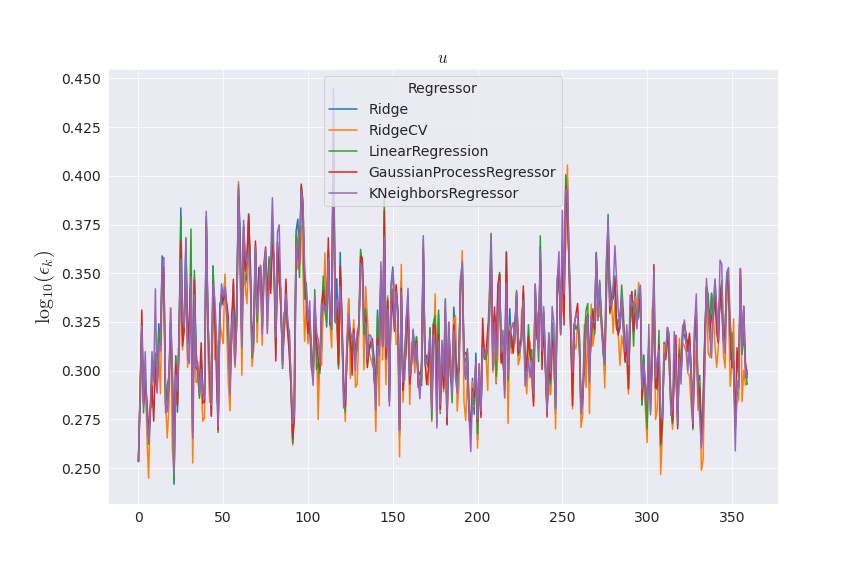 u
log10(ϵk)
0.450
0.425
0.400
0.375
0.350
0.325
0.300
0.275
0.250
Regressor
Ridge
RidgeCV
LinearRegression
GaussianProcessRegressor
KNeighborsRegressor
0 50 100 150 200 250 300 350